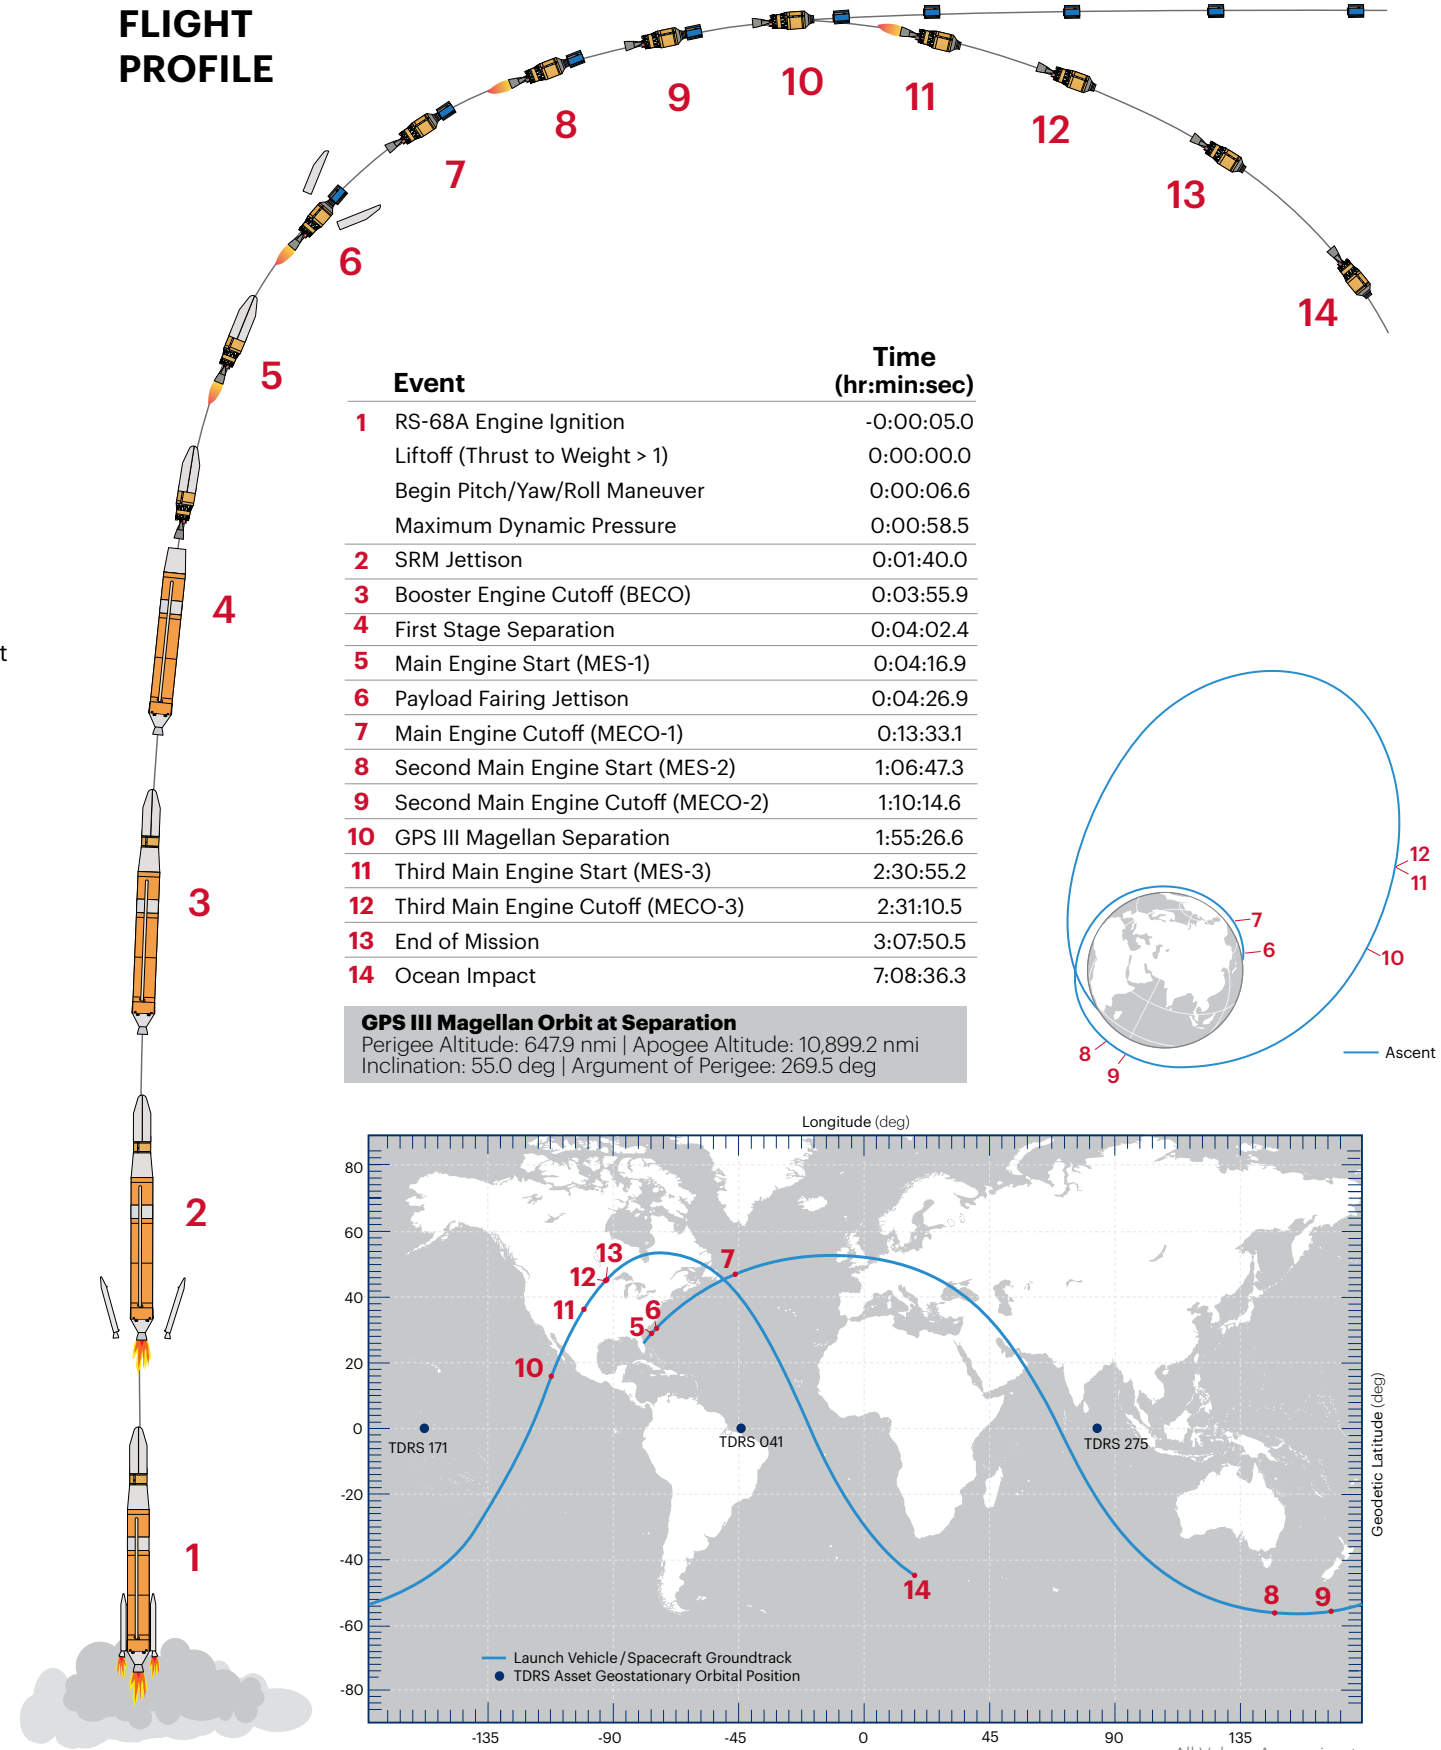 FLIGHT
PROFILE
1
2
3
4
5
6
7
8
9
10
11
12
13
14
t
Event Time
(hr:min:sec)
1 RS-68A Engine Ignition -0:00:05.0
Liftoff (Thrust to Weight > 1) 0:00:00.0
Begin Pitch/Yaw/Roll Maneuver 0:00:06.6
Maximum Dynamic Pressure 0:00:58.5
2 SRM Jettison 0:01:40.0
3 Booster Engine Cutoff (BECO) 0:03:55.9
4 First Stage Separation 0:04:02.4
5 Main Engine Start (MES-1) 0:04:16.9
6 Payload Fairing Jettison 0:04:26.9
7 Main Engine Cutoff (MECO-1) 0:13:33.1
8 Second Main Engine Start (MES-2) 1:06:47.3
9 Second Main Engine Cutoff (MECO-2) 1:10:14.6
10 GPS III Magellan Separation 1:55:26.6
11 Third Main Engine Start (MES-3) 2:30:55.2
12 Third Main Engine Cutoff (MECO-3) 2:31:10.5
13 End of Mission 3:07:50.5
14 Ocean Impact 7:08:36.3
GPS III Magellan Orbit at Separation
Perigee Altitude: 647.9 nmi | Apogee Altitude: 10,899.2 nmi
Inclination: 55.0 deg | Argument of Perigee: 269.5 deg
12
11
7
6
10
8
9
Ascent
Longitude (deg)
80
60
40
20
0
-20
-40
-60
-80
13
12
7
11
6
5
10
TDRS 171
TDRS 041
TDRS 275
14
8
9
Launch Vehicle/Spacecraft Groundtrack
TDRS Asset Geostationary Orbital Position
Geodetic Latitude (deg)
-135 -90 -45 0 45 90 135